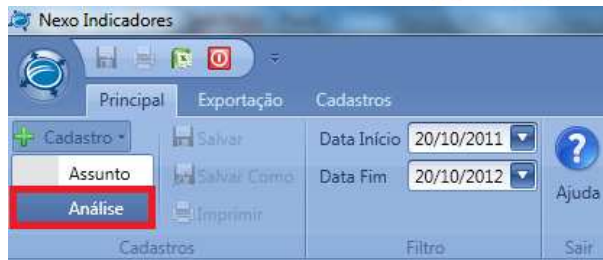 Nexo Indicadores
Principal Exportação Cadastros
Cadastro Salvar Data Início 20/10/2011
Assunto Salvar Como Data Fim 20/10/2012 Ajuda
Análise Imprimir
Cadastros Filtro Sair